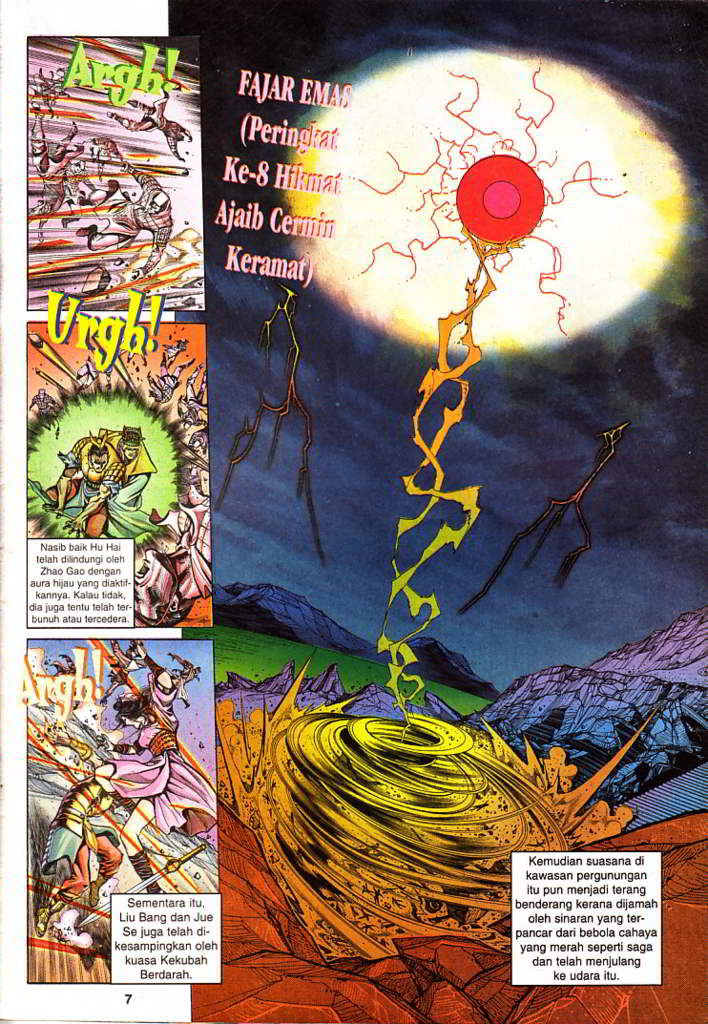 Argh!
FAJAR EMAS
(Peringkat
Ke-8 Hikmat
Ajaib Cermin
Keramat)
Urgh!
Nasib baik Hu Hai
telah dilindungi oleh
Zhao Gao dengan
aura hijau yang diaktif-
kannya. Kalau tidak,
dia juga tentu telah ter-
bunuh atau tercedera.
Argh!
Sementara itu,
Liu Bang dan Jue
Se juga telah di-
kesampingkan oleh
kuasa Kekubah
Berdarah.
Kemudian suasana di
kawasan pergunungan
itu pun menjadi terang
benderang kerana dijamah
oleh sinaran yang ter-
pancar dari bebola cahaya
yang merah seperti saga
dan telah menjulang
ke udara itu.
7